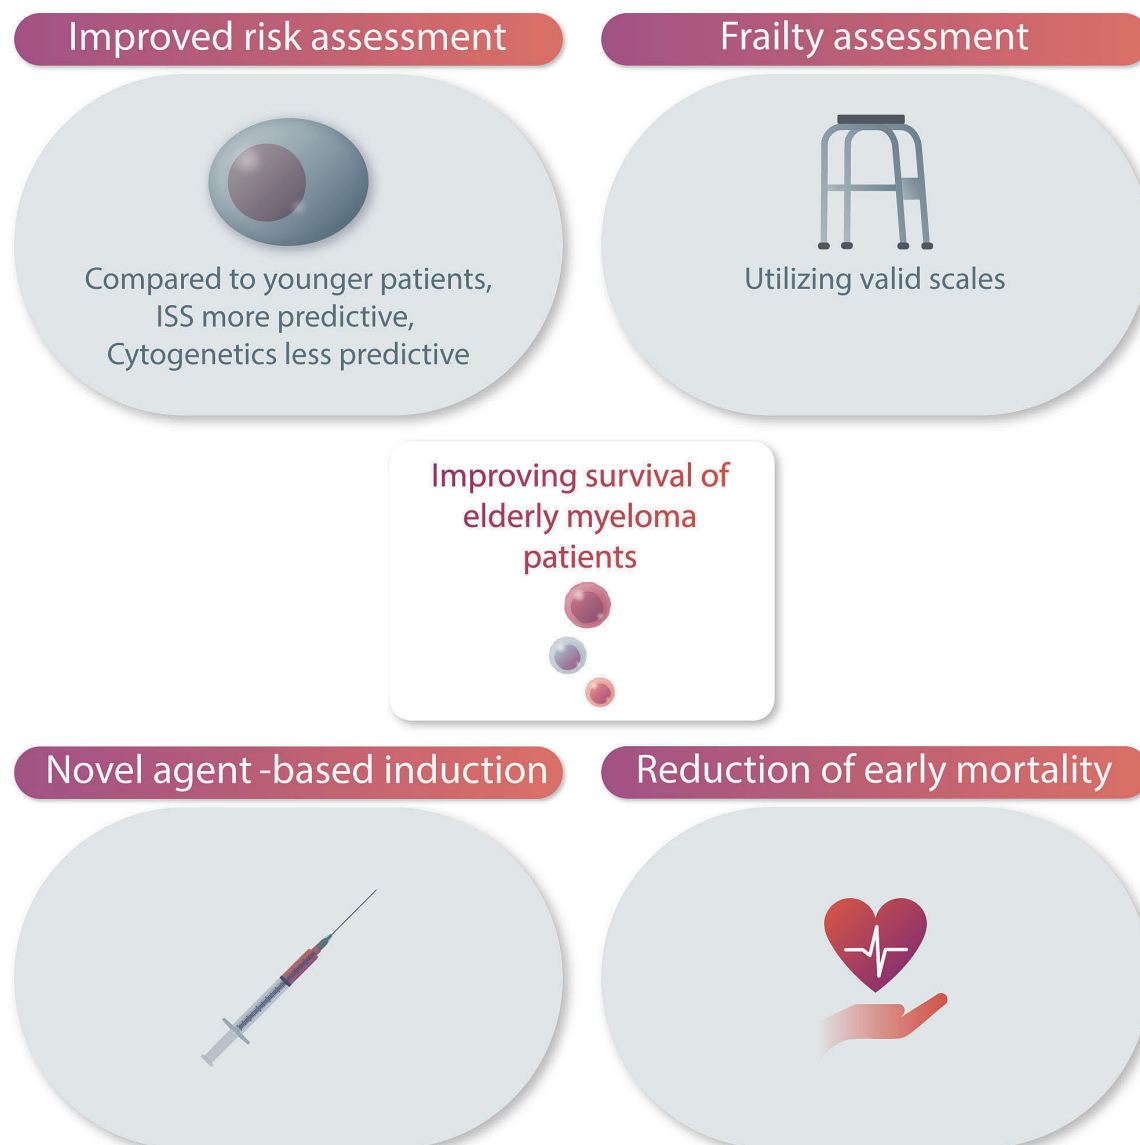 Improved risk assessment
Frailty assessment
Compared to younger patients,
ISS more predictive,
Cytogenetics less predictive
Utilizing valid scales
Improving survival of
elderly myeloma
patients
Novel agent-based induction
Reduction of early mortality